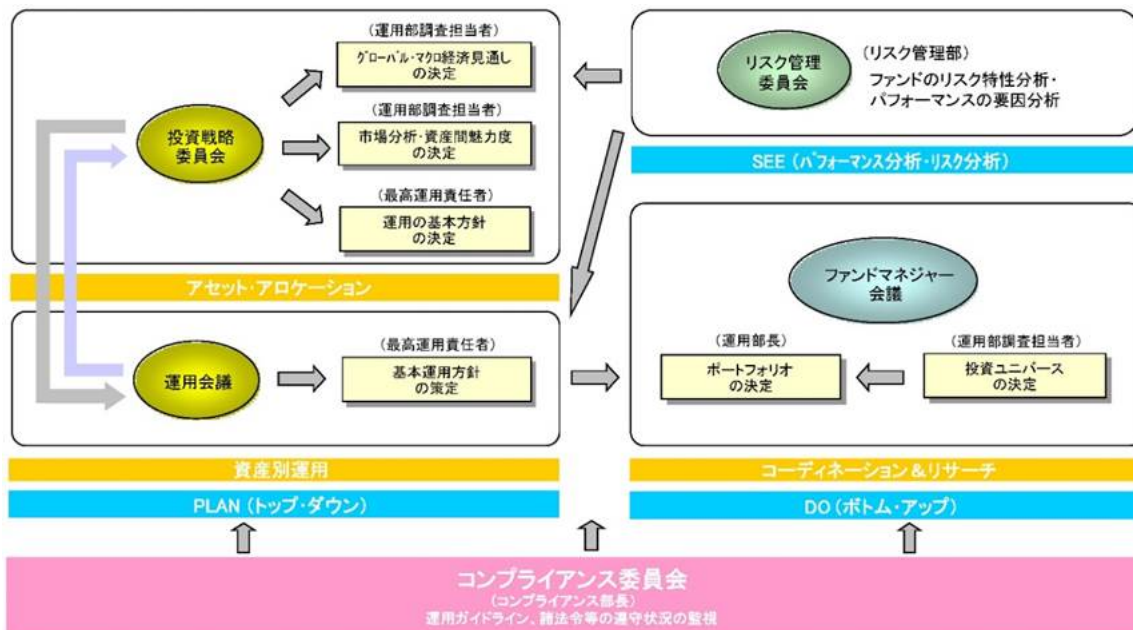 (運用部調査担当者)
グローバル・マクロ経済見通し
の決定
投資戦略
委員会
(運用部調査担当者)
市場分析・資産間魅力度
の決定
(最高運用責任者)
運用の基本方針
の決定
アセット・アロケーション
運用会議
(最高運用責任者)
基本運用方針
の策定
資産別運用
PLAN (トップ・ダウン)
リスク管理
委員会
(リスク管理部)
ファンドのリスク特性分析・
パフォーマンスの要因分析
SEE (パフォーマンス分析・リスク分析)
ファンドマネジャー
会議
(運用部長)
ポートフォリオ
の決定
(運用部調査担当者)
投資ユニバース
の決定
コーディネーション&リサーチ
DO (ボトム・アップ)
コンプライアンス委員会
(コンプライアンス部長)
運用ガイドライン、諸法令等の遵守状況の監視